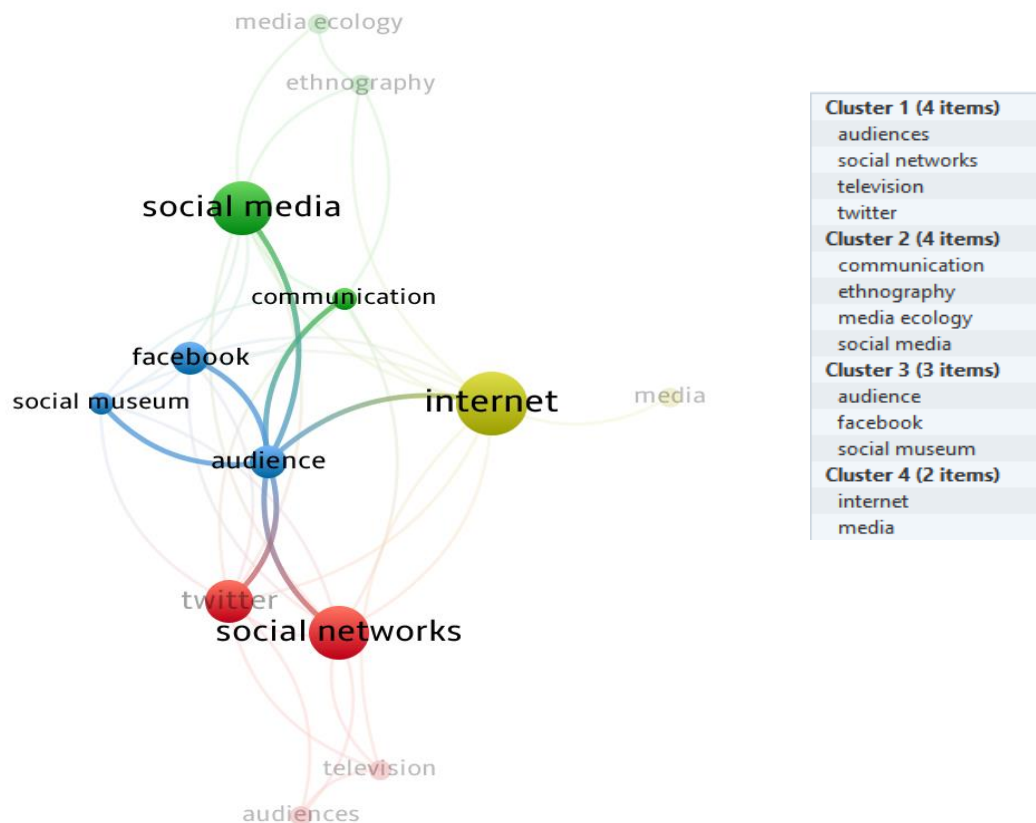 media ecology
ethnography
social media
communication
facebook
social museum
internet
media
audience
twitter
social networks
television
audiences
Cluster 1 (4 items)
audiences
social networks
television
twitter
Cluster 2 (4 items)
communication
ethnography
media ecology
social media
Cluster 3 (3 items)
audience
facebook
social museum
Cluster 4 (2 items)
internet
media